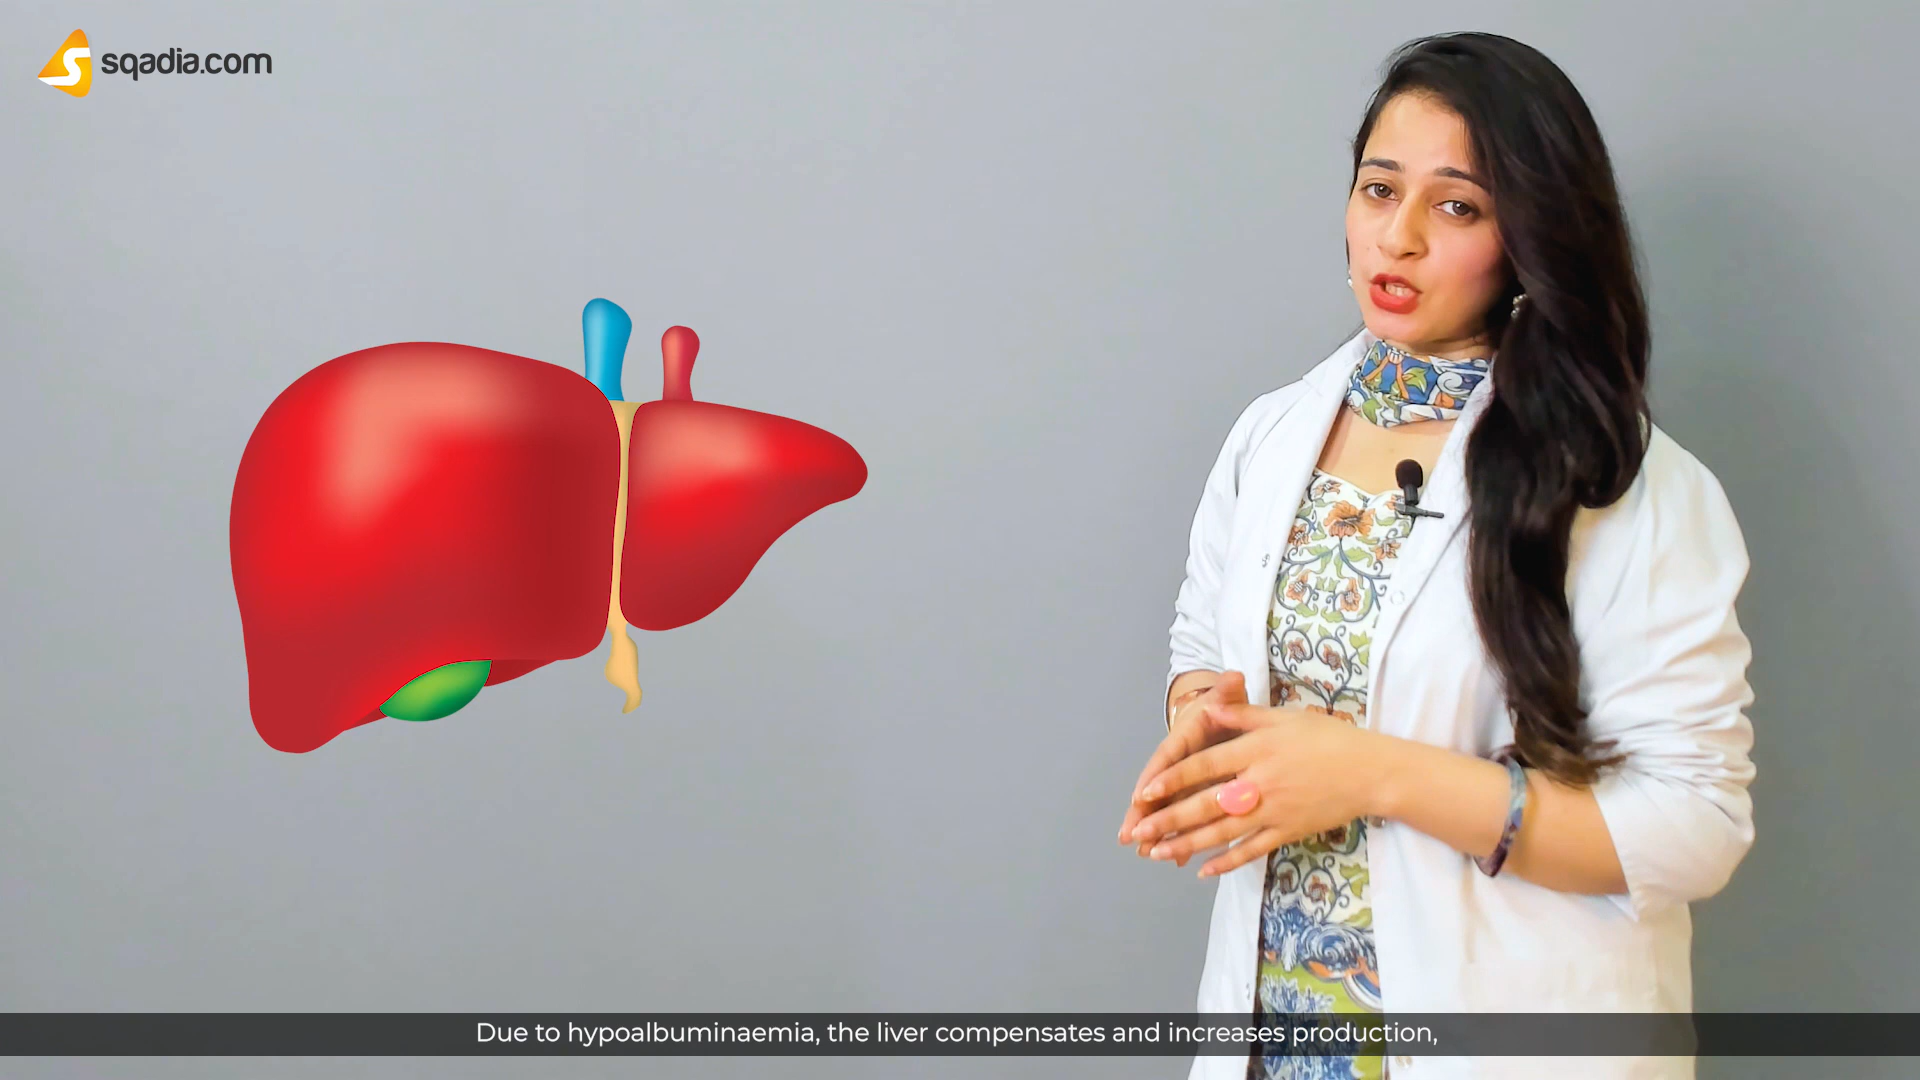 sqadia.com
Due to hypoalbuminaemia, the liver compensates and increases production,